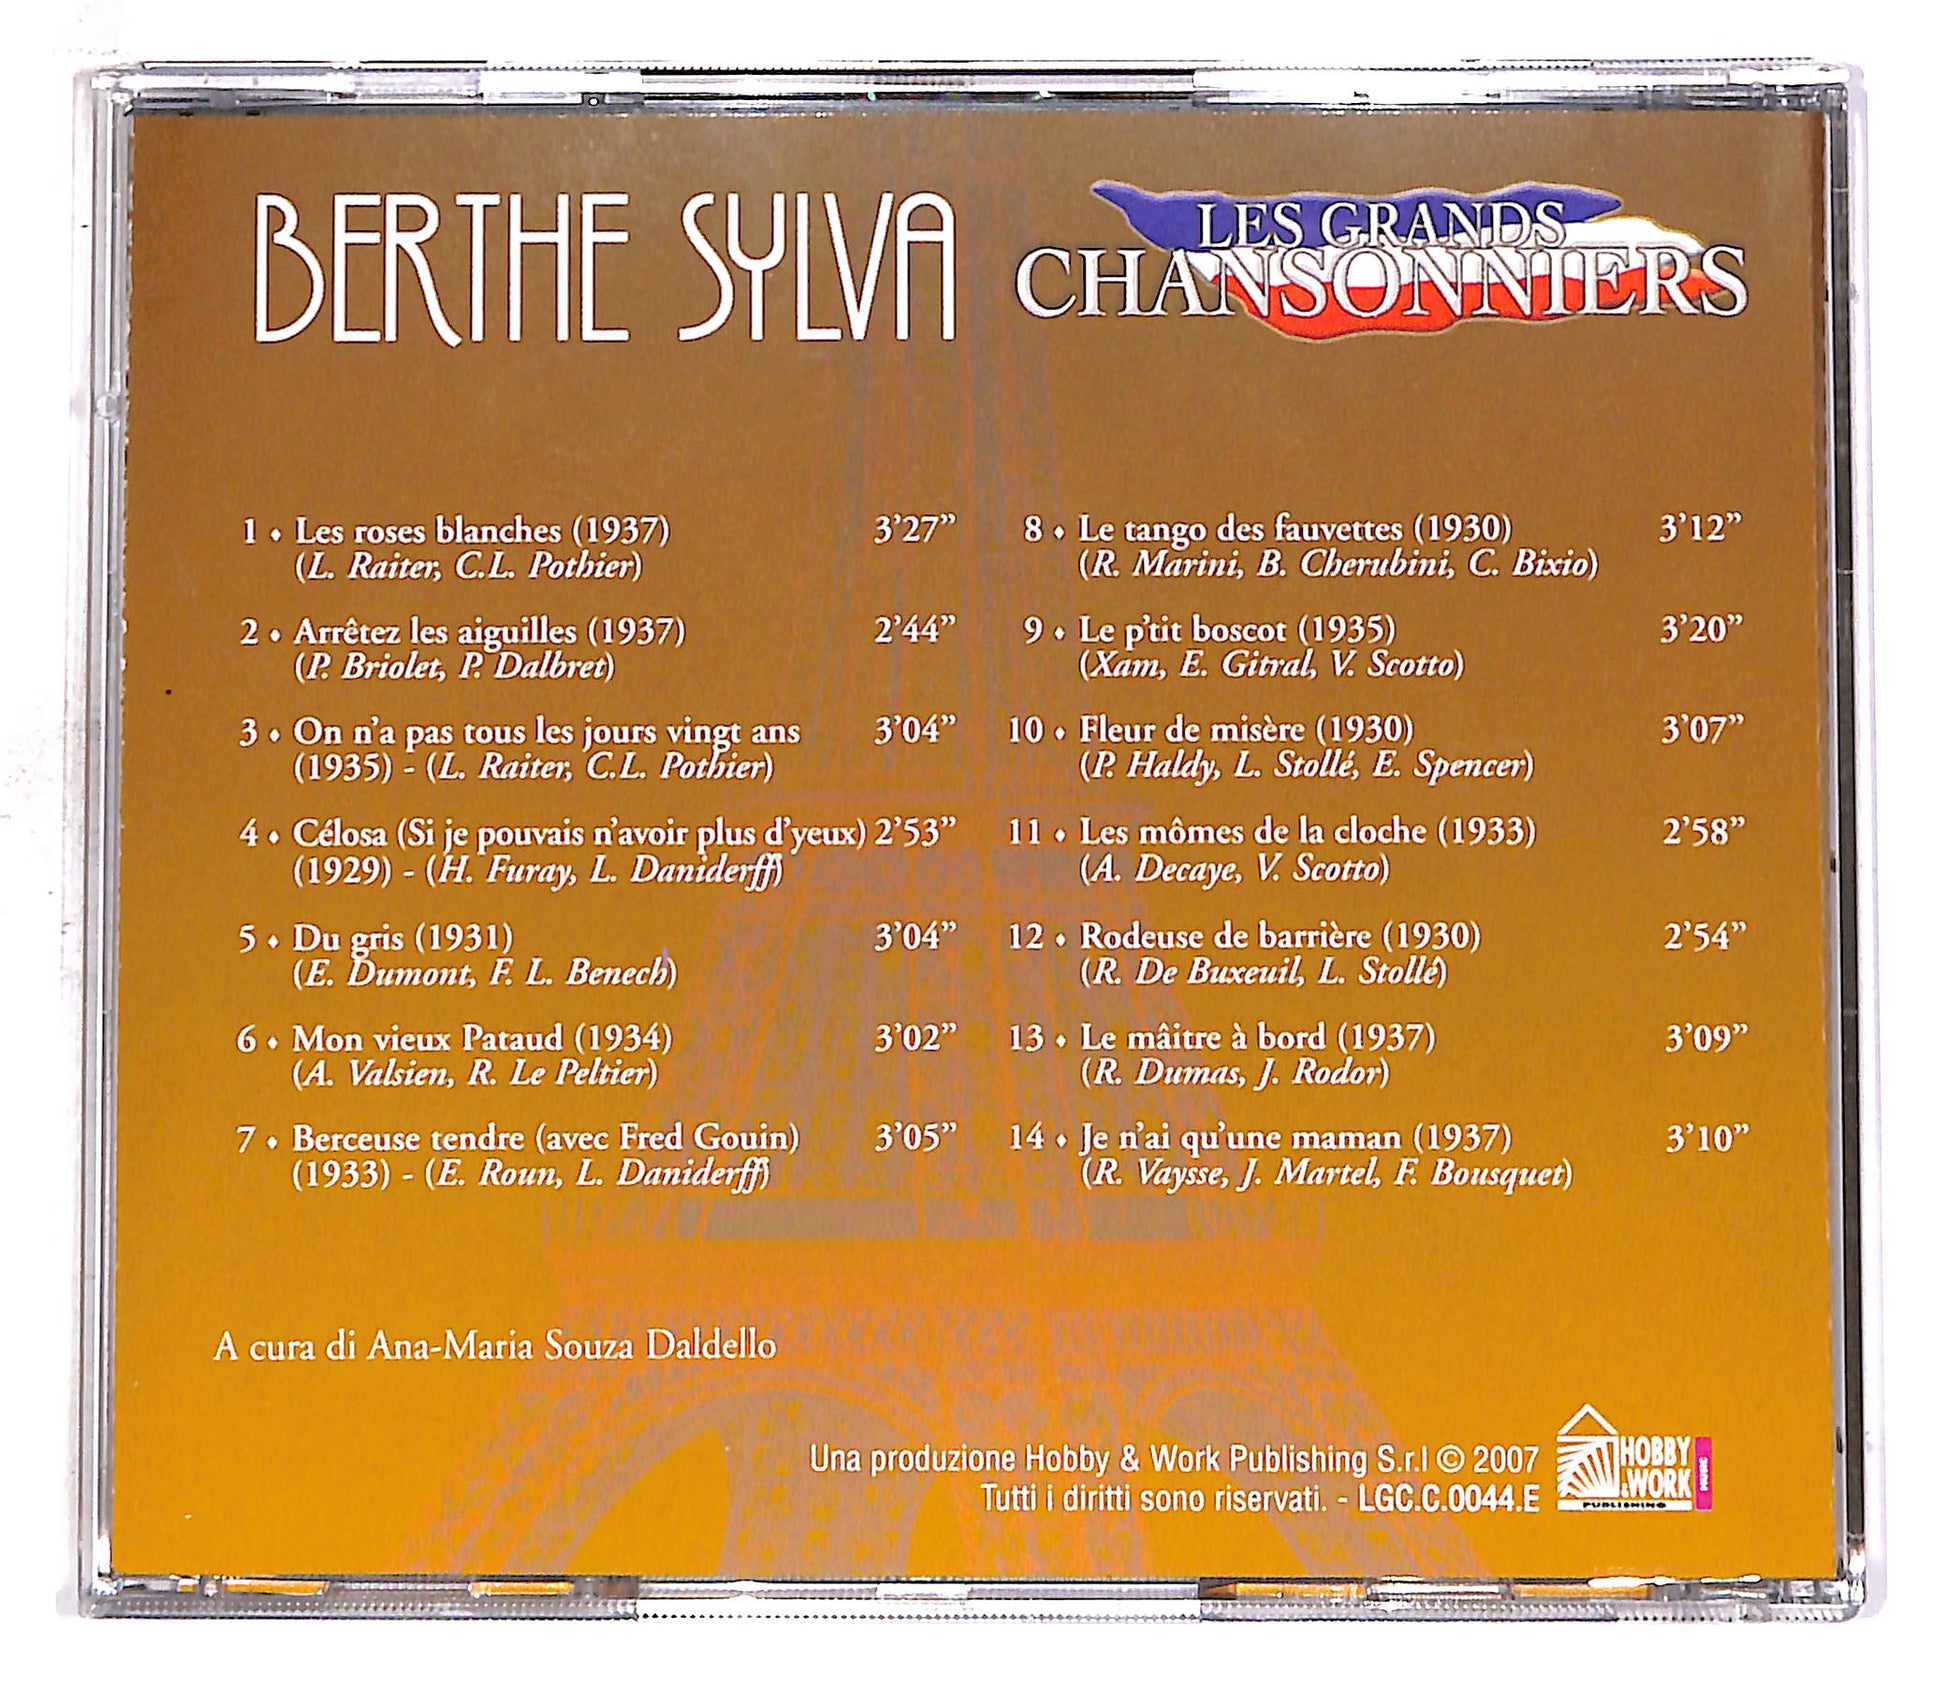 BERTHE SYLVA
LES GRANDS
CHANSONNIERS
1 ♦ Les roses blanches (1937) 3'27”
(L. Raiter, C.L. Pothier)
2 ♦ Arrêtez les aiguilles (1937) 2'44”
(P. Briolet, P. Dalbret)
3 ♦ On n'a pas tous les jours vingt ans 3'04”
(1935) - (L. Raiter, C.L. Pothier)
4 ♦ Célosa (Si je pouvais n'avoir plus d'yeux) 2'53”
(1929) - (H. Furay, L. Daniderff)
5 ♦ Du gris (1931) 3'04”
(E. Dumont, F. L. Benech)
6 ♦ Mon vieux Pataud (1934) 3'02”
(A. Valsien, R. Le Peltier)
7 ♦ Berceuse tendre (avec Fred Gouin) 3'05”
(1933) - (E. Roun, L. Daniderff)
8 ♦ Le tango des fauvettes (1930) 3'12”
(R. Marini, B. Cherubini, C. Bixio)
9 ♦ Le p'tit boscot (1935) 3'20”
(Xam, E. Gitral, V. Scotto)
10 ♦ Fleur de misère (1930) 3'07”
(P. Haldy, L. Stollé, E. Spencer)
11 ♦ Les mômes de la cloche (1933) 2'58”
(A. Decaye, V. Scotto)
12 ♦ Rodeuse de barrière (1930) 2'54”
(R. De Buxeuil, L. Stollé)
13 ♦ Le mâitre à bord (1937) 3'09”
(R. Dumas, J. Rodor)
14 ♦ Je n'ai qu'une maman (1937) 3'10”
(R. Vaysse, J. Martel, F. Bousquet)
A cura di Ana-Maria Souza Daldello
Una produzione Hobby & Work Publishing S.r.l © 2007
Tutti i diritti sono riservati. - LGC.C.0044.E
HOBBY
&WORK
PUBLISHING
MUSIC